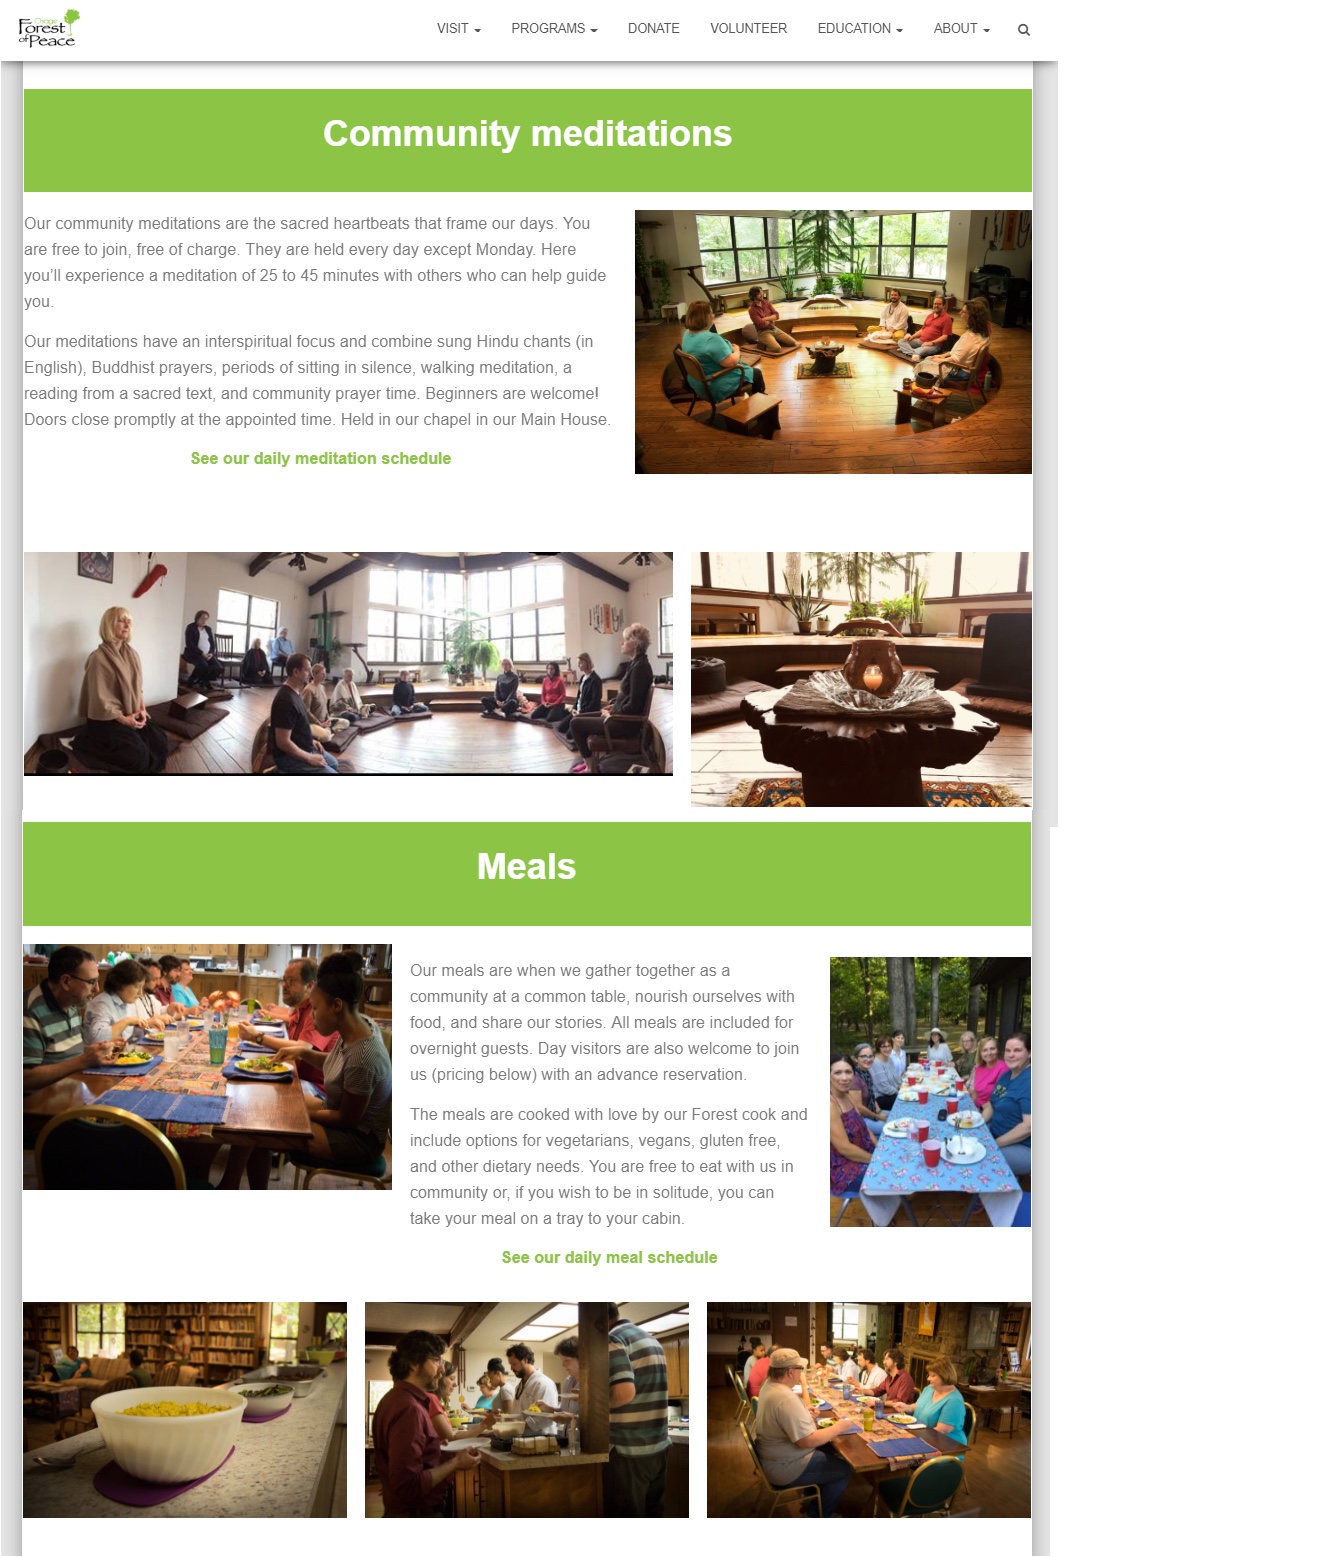 Osage
Forest
of Peace
VISIT
PROGRAMS
DONATE
VOLUNTEER
EDUCATION
ABOUT
Community meditations
Our community meditations are the sacred heartbeats that frame our days. You
are free to join, free of charge. They are held every day except Monday. Here
you’ll experience a meditation of 25 to 45 minutes with others who can help guide
you.
Our meditations have an interspiritual focus and combine sung Hindu chants (in
English), Buddhist prayers, periods of sitting in silence, walking meditation, a
reading from a sacred text, and community prayer time. Beginners are welcome!
Doors close promptly at the appointed time. Held in our chapel in our Main House.
See our daily meditation schedule
Meals
Our meals are when we gather together as a
community at a common table, nourish ourselves with
food, and share our stories. All meals are included for
overnight guests. Day visitors are also welcome to join
us (pricing below) with an advance reservation.
The meals are cooked with love by our Forest cook and
include options for vegetarians, vegans, gluten free,
and other dietary needs. You are free to eat with us in
community or, if you wish to be in solitude, you can
take your meal on a tray to your cabin.
See our daily meal schedule